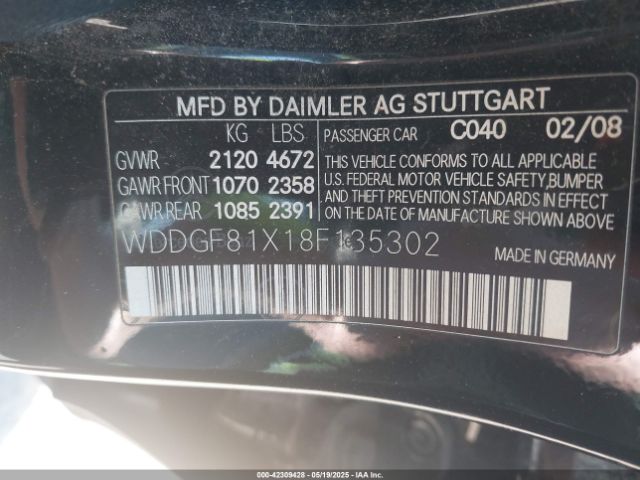 MFD BY DAIMLER AG STUTTGART
KG LBS
GVWR 2120 4672
GAWR FRONT 1070 2358
GAWR REAR 1085 2391
PASSENGER CAR C040 02/08
THIS VEHICLE CONFORMS TO ALL APPLICABLE
U.S. FEDERAL MOTOR VEHICLE SAFETY,BUMPER
AND THEFT PREVENTION STANDARDS IN
EFFECT ON THE DATE OF MANUFACTURE SHOWN ABOVE.
WDDGF81X18F135302
MADE IN GERMANY
000-42309428 - 05/19/2025 - IAAI.COM